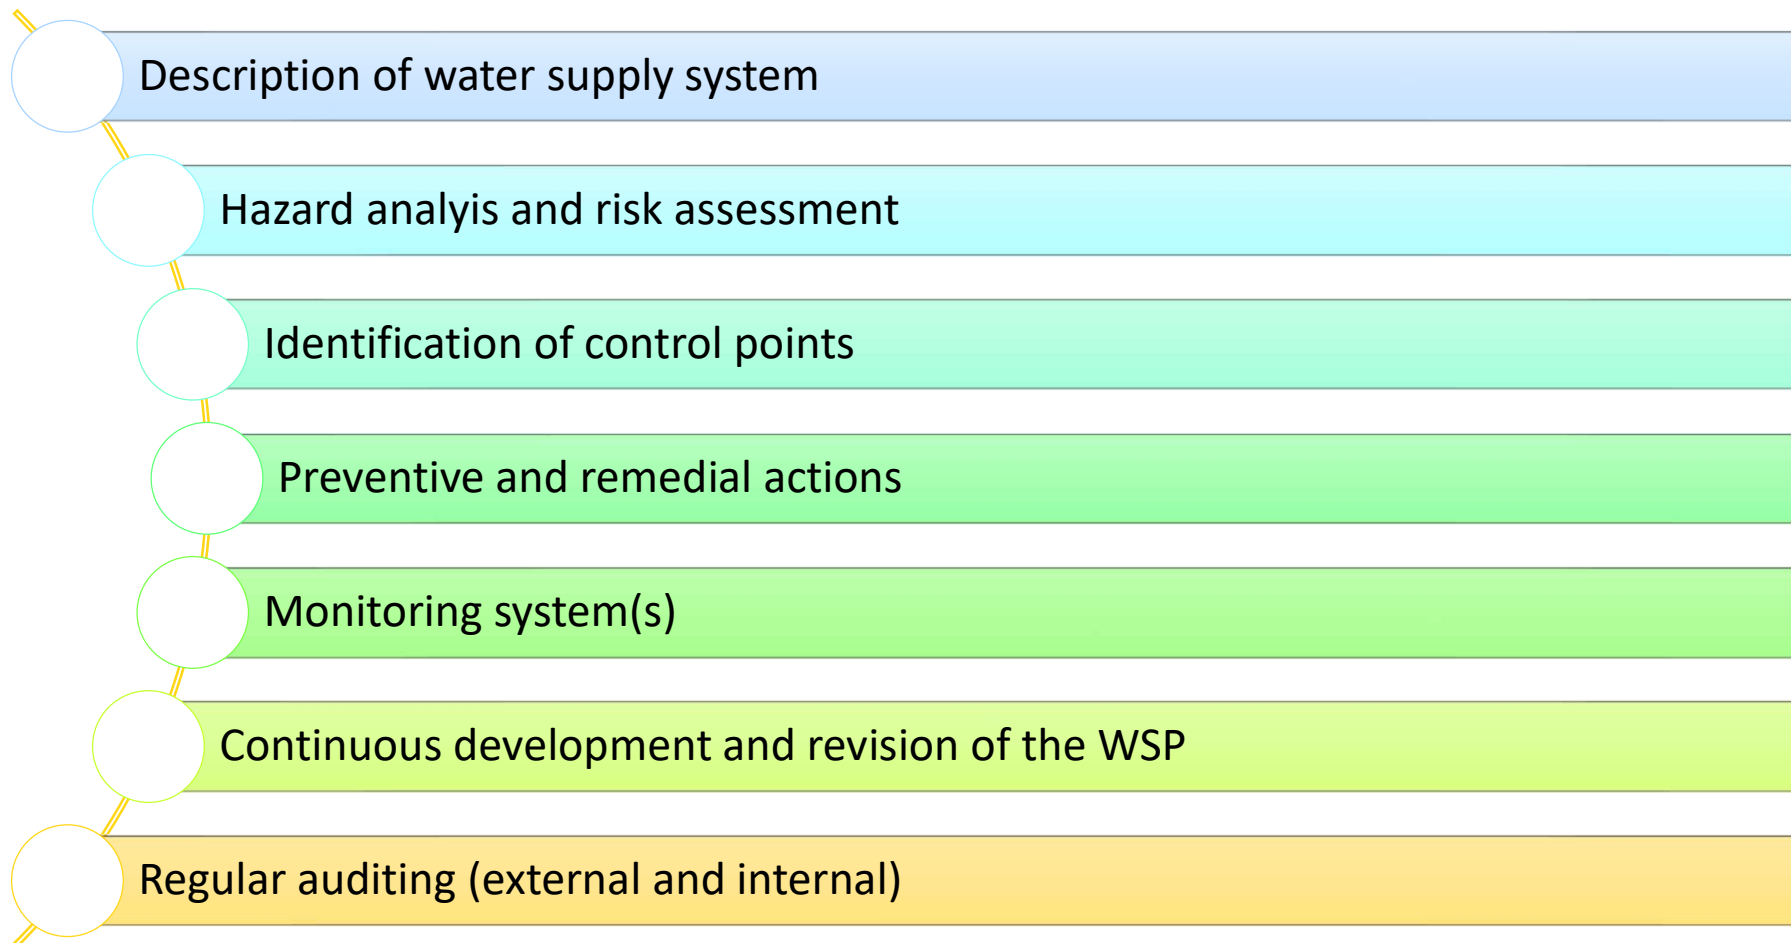 Description of water supply system
Hazard analyis and risk assessment
Identification of control points
Preventive and remedial actions
Monitoring system(s)
Continuous development and revision of the WSP
Regular auditing (external and internal)